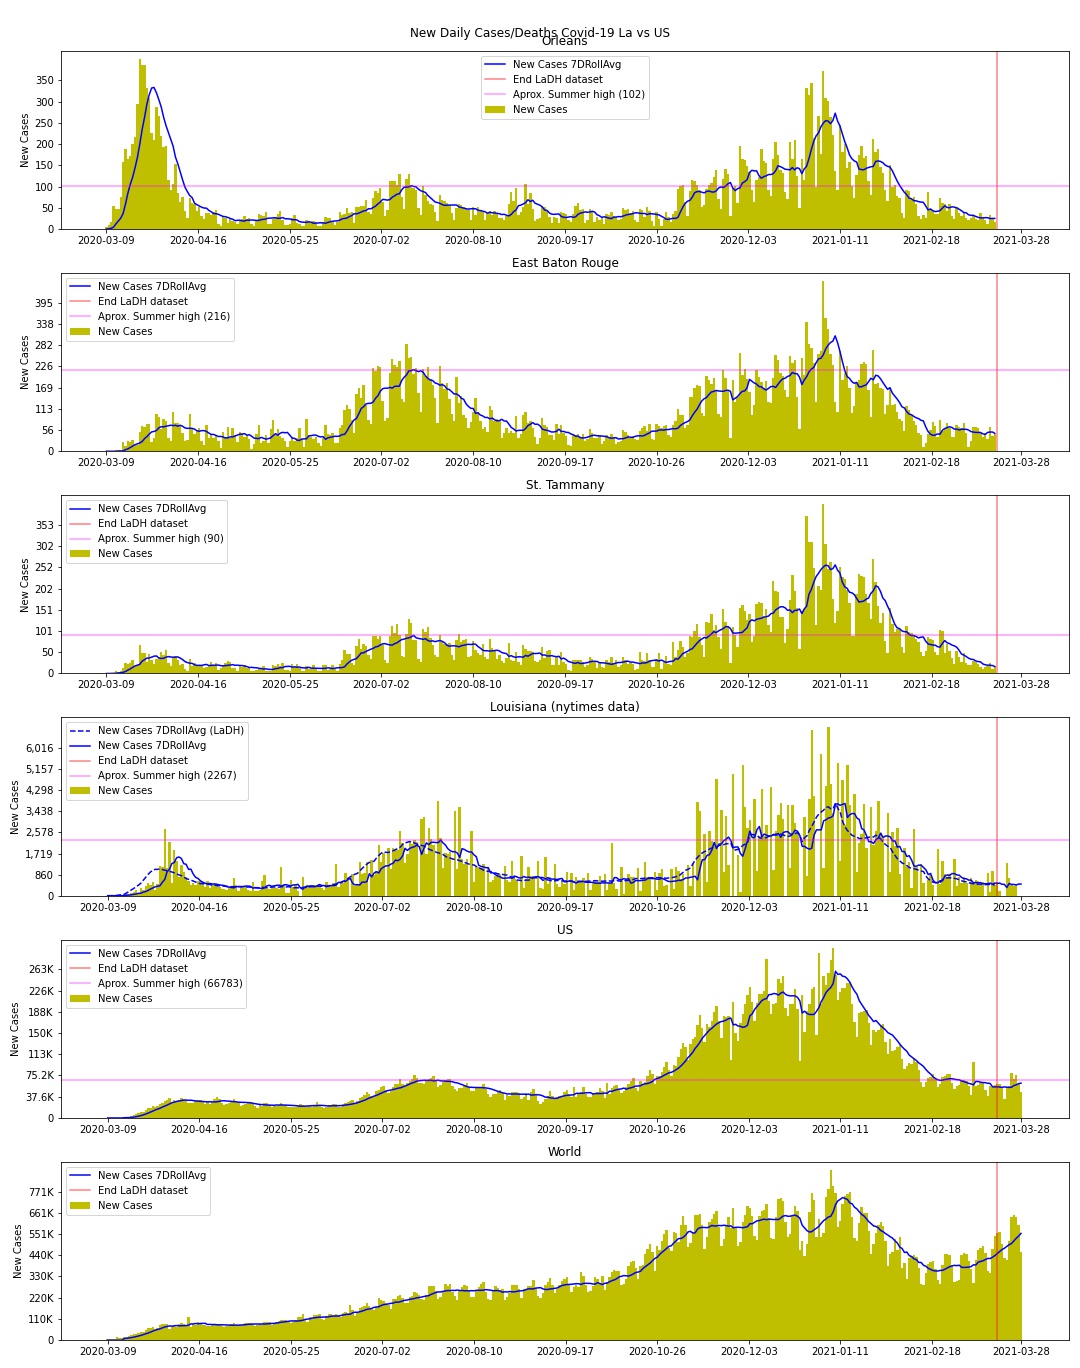 New Daily Cases/Deaths Covid-19 La vs US
Orleans
New Cases 7DRollAvg
End LaDH dataset
Aprox. Summer high (102)
New Cases
New Cases
350
300
250
200
150
100
50
0
2020-03-09 2020-04-16 2020-05-25 2020-07-02 2020-08-10 2020-09-17 2020-10-26 2020-12-03 2021-01-11 2021-02-18 2021-03-28
East Baton Rouge
New Cases 7DRollAvg
End LaDH dataset
Aprox. Summer high (216)
New Cases
New Cases
395
338
282
226
169
113
56
0
2020-03-09 2020-04-16 2020-05-25 2020-07-02 2020-08-10 2020-09-17 2020-10-26 2020-12-03 2021-01-11 2021-02-18 2021-03-28
St. Tammany
New Cases 7DRollAvg
End LaDH dataset
Aprox. Summer high (90)
New Cases
New Cases
353
302
252
202
151
101
50
0
2020-03-09 2020-04-16 2020-05-25 2020-07-02 2020-08-10 2020-09-17 2020-10-26 2020-12-03 2021-01-11 2021-02-18 2021-03-28
Louisiana (nytimes data)
New Cases 7DRollAvg (LaDH)
New Cases 7DRollAvg
End LaDH dataset
Aprox. Summer high (2267)
New Cases
New Cases
6,016
5,157
4,298
3,438
2,578
1,719
860
0
2020-03-09 2020-04-16 2020-05-25 2020-07-02 2020-08-10 2020-09-17 2020-10-26 2020-12-03 2021-01-11 2021-02-18 2021-03-28
US
New Cases 7DRollAvg
End LaDH dataset
Aprox. Summer high (66783)
New Cases
New Cases
263K
226K
188K
150K
113K
75.2K
37.6K
0
2020-03-09 2020-04-16 2020-05-25 2020-07-02 2020-08-10 2020-09-17 2020-10-26 2020-12-03 2021-01-11 2021-02-18 2021-03-28
World
New Cases 7DRollAvg
End LaDH dataset
New Cases
New Cases
771K
661K
551K
440K
330K
220K
110K
0
2020-03-09 2020-04-16 2020-05-25 2020-07-02 2020-08-10 2020-09-17 2020-10-26 2020-12-03 2021-01-11 2021-02-18 2021-03-28